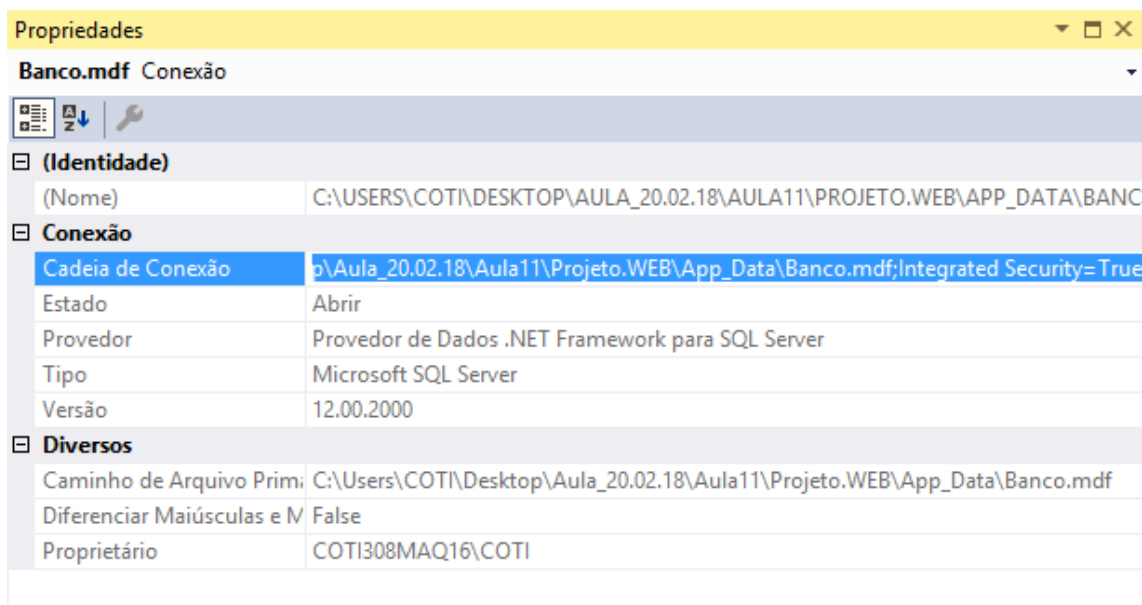 Propriedades
Banco.mdf Conexão
(Identidade)
(Nome) C:\USERS\COTI\DESKTOP\AULA_20.02.18\AULA11\PROJETO.WEB\APP_DATA\BANC
Conexão
Cadeia de Conexão p\Aula_20.02.18\Aula11\Projeto.WEB\App_Data\Banco.mdf;Integrated Security=True
Estado Abrir
Provedor Provedor de Dados .NET Framework para SQL Server
Tipo Microsoft SQL Server
Versão 12.00.2000
Diversos
Caminho de Arquivo Prima C:\Users\COTI\Desktop\Aula_20.02.18\Aula11\Projeto.WEB\App_Data\Banco.mdf
Diferenciar Maiúsculas e M False
Proprietário COTI308MAQ16\COTI